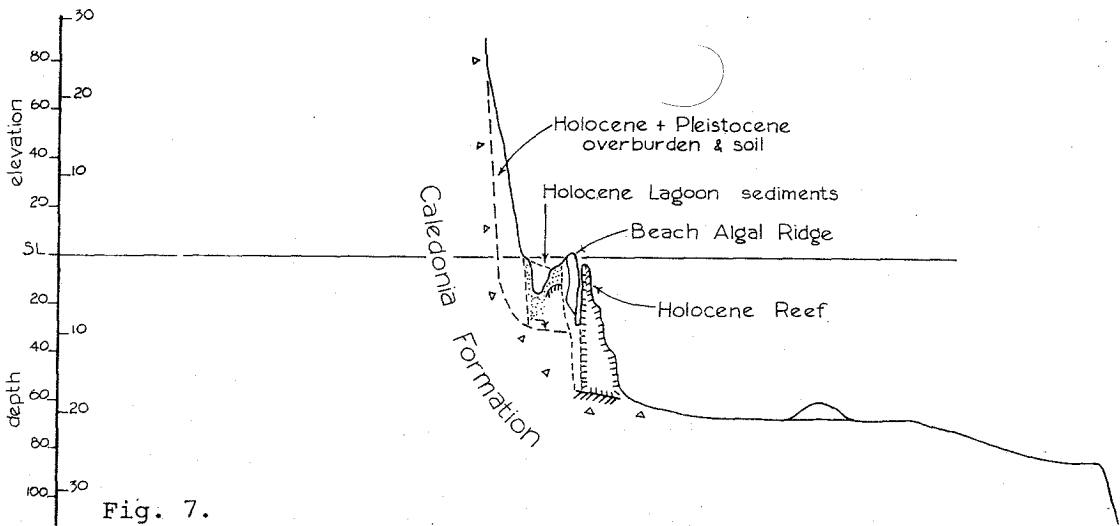 30
80
20
60
elevation
40
10
20
SL
20
10
40
depth
60
20
80
100
30
Holocene + Pleistocene
overburden & soil
Holocene Lagoon sediments
Beach Algal Ridge
Holocene Reef
Caledonia Formation
Fig. 7.